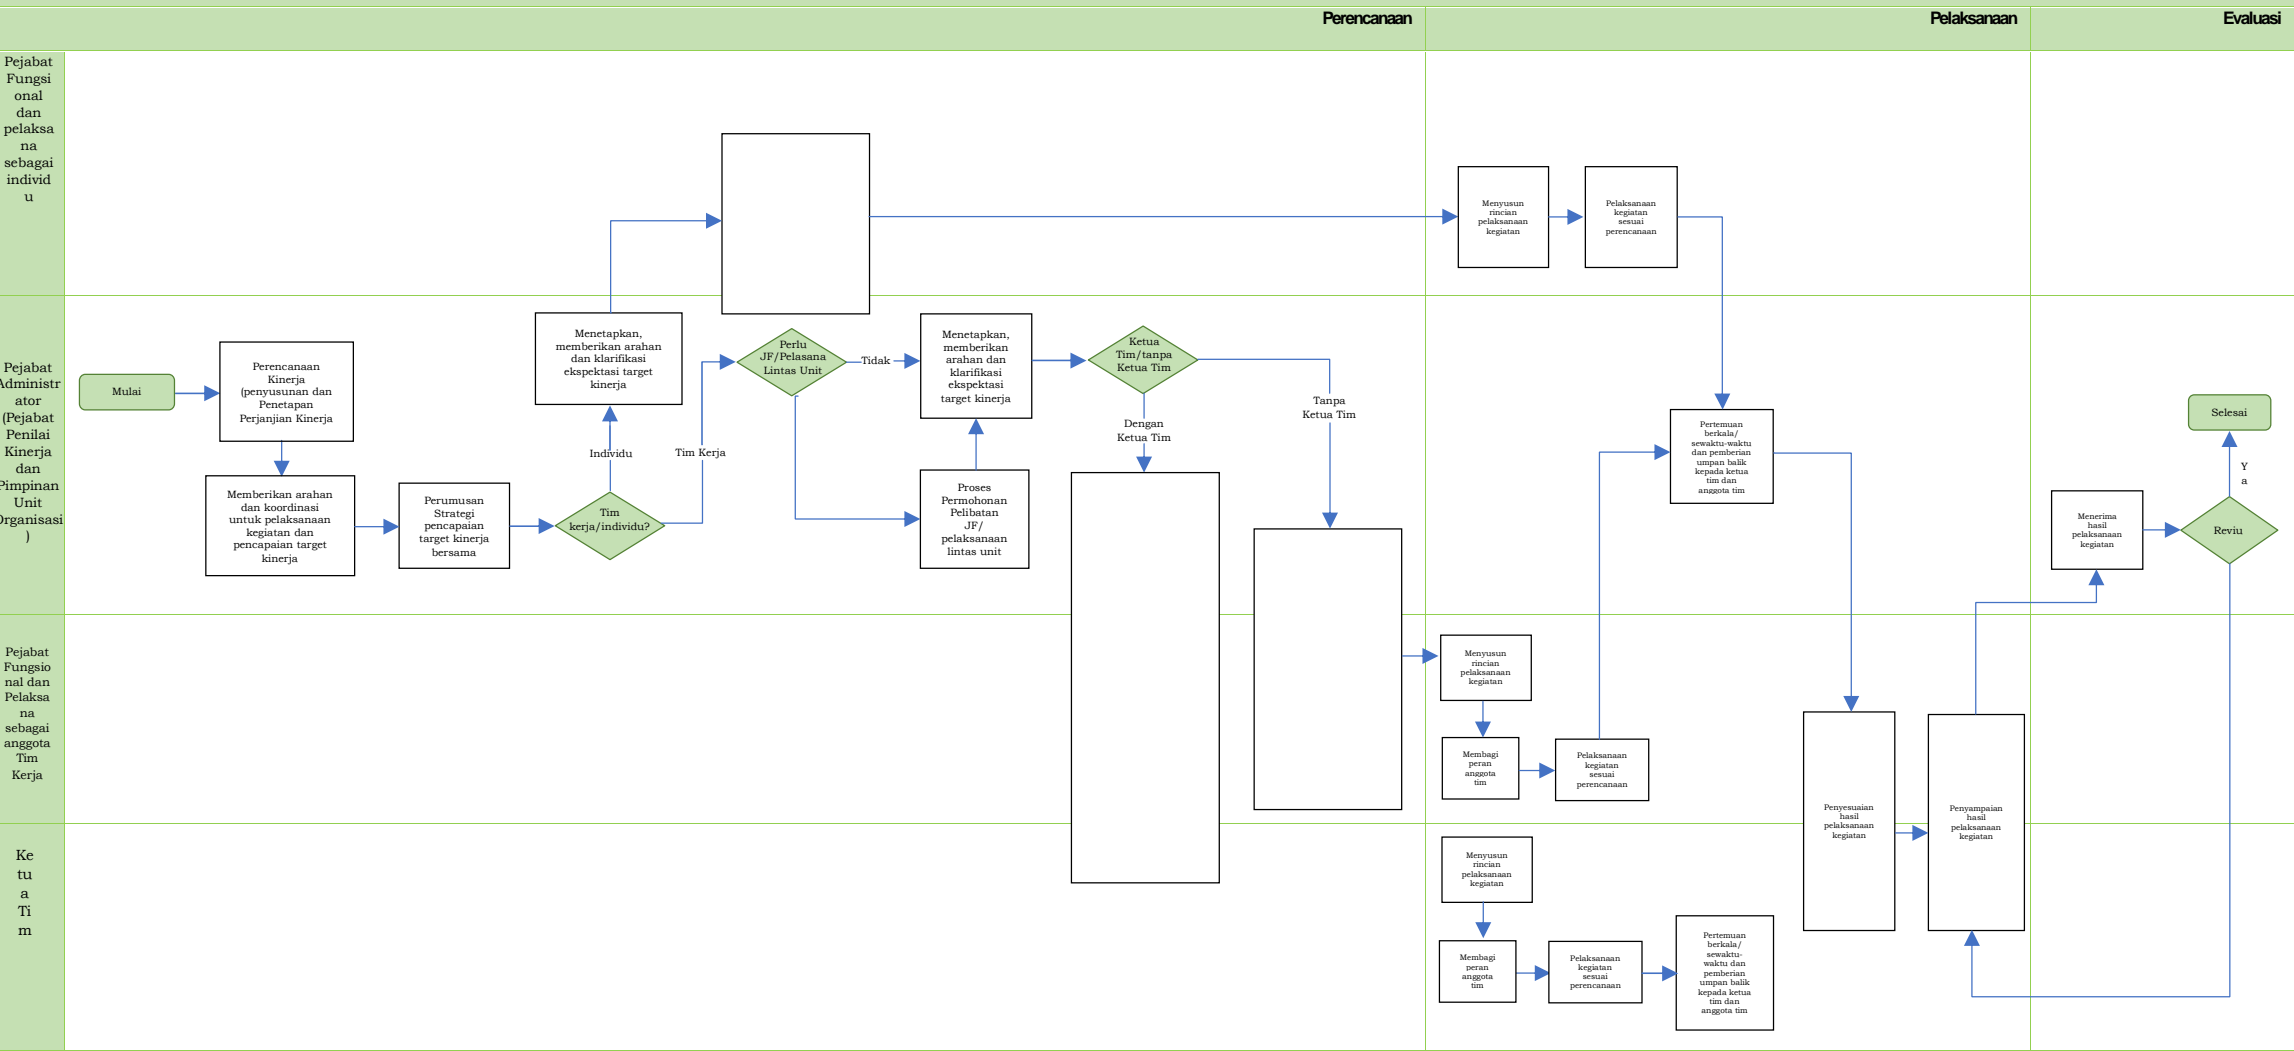 Perencanaan
Pelaksanaan
Evaluasi
Pejabat
Fungsi
onal
dan
pelaksa
na
sebagai
individ
u
Menyusun
rincian
pelaksanaan
kegiatan
Pelaksanaan
kegiatan
sesuai
perencanaan
Pejabat
Administr
ator
(Pejabat
Penilai
Kinerja
dan
Pimpinan
Unit
Organisasi
)
Mulai
Perencanaan
Kinerja
(penyusunan dan
Penetapan
Perjanjian Kinerja
Memberikan arahan
dan koordinasi
untuk pelaksanaan
kegiatan dan
pencapaian target
kinerja
Perumusan
Strategi
pencapaian
target kinerja
bersama
Tim
kerja/individu?
Individu
Tim Kerja
Menetapkan,
memberikan arahan
dan klarifikasi
ekspektasi target
kinerja
Perlu
JF/Pelasana
Lintas Unit
Tidak
Menetapkan,
memberikan
arahan dan
klarifikasi
ekspektasi
target kinerja
Proses
Permohonan
Pelibatan
JF/
pelaksanaan
lintas unit
Ketua
Tim/tanpa
Ketua Tim
Dengan
Ketua Tim
Tanpa
Ketua Tim
Pertemuan
berkala/
sewaktu-waktu
dan pemberian
umpan balik
kepada ketua
tim dan
anggota tim
Menerima
hasil
pelaksanaan
kegiatan
Reviu
Y
a
Selesai
Pejabat
Fungsio
nal dan
Pelaksa
na
sebagai
anggota
Tim
Kerja
Menyusun
rincian
pelaksanaan
kegiatan
Membagi
peran
anggota
tim
Pelaksanaan
kegiatan
sesuai
perencanaan
Penyesuaian
hasil
pelaksanaan
kegiatan
Penyampaian
hasil
pelaksanaan
kegiatan
Ke
tu
a
Ti
m
Menyusun
rincian
pelaksanaan
kegiatan
Membagi
peran
anggota
tim
Pelaksanaan
kegiatan
sesuai
perencanaan
Pertemuan
berkala/
sewaktu-
waktu dan
pemberian
umpan balik
kepada ketua
tim dan
anggota tim